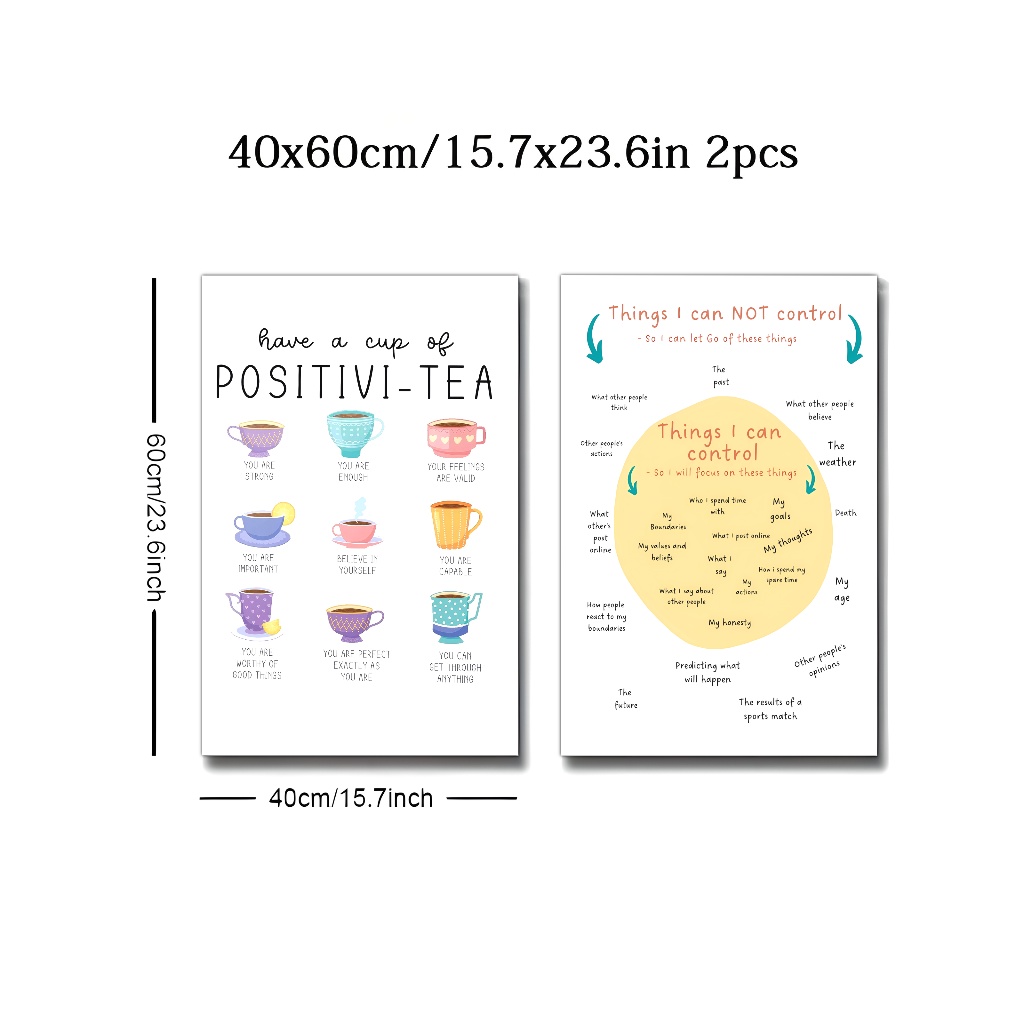 40x60cm/15.7x23.6in 2pcs
60cm/23.6inch
have a cup of
POSITIVI-TEA
YOU ARE
STRONG
YOU ARE
ENOUGH
YOUR FEELINGS
ARE VALID
YOU ARE
IMPORTANT
BELIEVE IN
YOURSELF
YOU ARE
CAPABLE
YOU ARE
WORTHY OF
GOOD THINGS
YOU ARE PERFECT
EXACTLY AS
YOU ARE
YOU CAN
GET THROUGH
ANYTHING
40cm/15.7inch
Things I can NOT control
- So I can let Go of these things
The
past
What other people
think
What other people
believe
Other people's
actions
The
weather
Things I can
control
- So I will focus on these things
Who I spend time
with
My
goals
My
Boundaries
What I post online
My thoughts
My values and
beliefs
What I
say
How i spend my
spare time
My
actions
What I say about
other people
My honesty
What
other's
post
online
Death
My
age
How people
react to my
boundaries
Predicting what
will happen
Other people's
opinions
The
future
The results of a
sports match